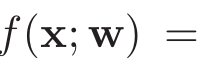 f(x; w) =